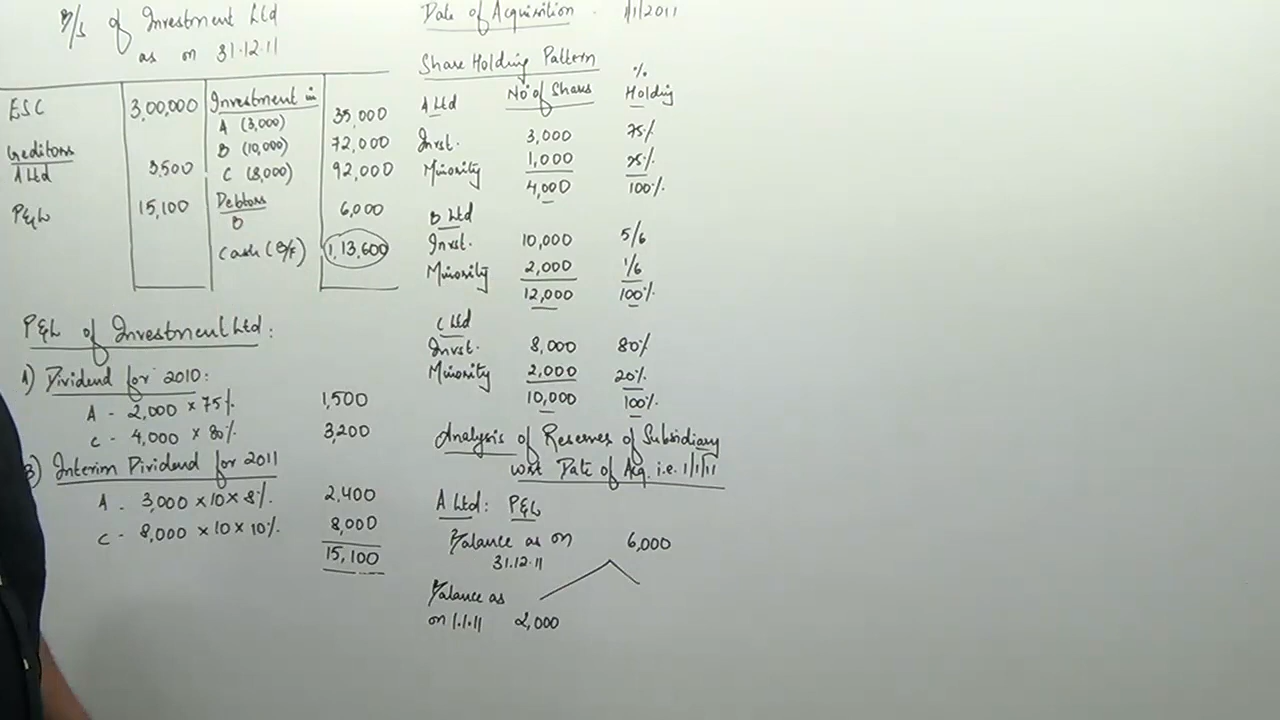 B/S of Investment Ltd
as on 31.12.11
ESC 3,00,000 Investment in
A (3,000) 35,000
Creditors B (10,000) 72,000
A Ltd 3,500 C (8,000) 92,000
P&L 15,100 Debtors
B 6,000
Cash (B/F) 1,13,600
P&L of Investment Ltd:
A) Dividend for 2010:
A - 2,000 × 75% 1,500
C - 4,000 × 80% 3,200
B) Interim Dividend for 2011
A - 3,000 × 10 × 8% 2,400
C - 8,000 × 10 × 10% 8,000
15,100
Date of Acquisition 1/1/2011
Share Holding Pattern
A Ltd No of Shares % Holding
Invst. 3,000 75%
Minority 1,000 25%
4,000 100%
B Ltd
Invst. 10,000 5/6
Minority 2,000 1/6
12,000 100%
C Ltd
Invst. 8,000 80%
Minority 2,000 20%
10,000 100%
Analysis of Reserves of Subsidiary
wrt Date of Acq. i.e. 1/1/11
A Ltd: P&L
Balance as on 6,000
31.12.11
Balance as
on 1.1.11 2,000